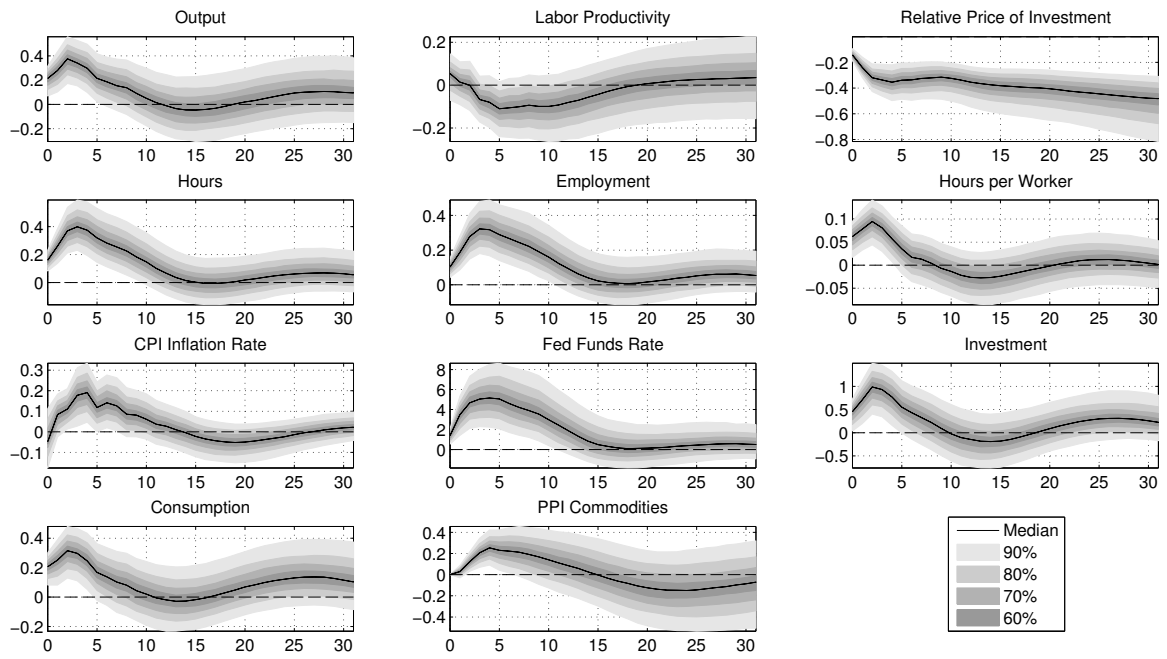 Output Labor Productivity Relative Price of Investment
0.4 0.2 −0.2
0.2 0 −0.4
0 −0.2 −0.6
−0.2 −0.8
0 5 10 15 20 25 30 0 5 10 15 20 25 30 0 5 10 15 20 25 30
Hours Employment Hours per Worker
0.4 0.4 0.1
0.2 0.2 0.05
0 0 0
−0.05
0 5 10 15 20 25 30 0 5 10 15 20 25 30 0 5 10 15 20 25 30
CPI Inflation Rate Fed Funds Rate Investment
0.3 8 1
0.2 6 0.5
0.1 4 0
0 2 −0.5
−0.1 0
0 5 10 15 20 25 30 0 5 10 15 20 25 30 0 5 10 15 20 25 30
Consumption PPI Commodities
0.4 0.4
0.2 0.2
0 0
−0.2 −0.2
−0.4
0 5 10 15 20 25 30 0 5 10 15 20 25 30
Median
90%
80%
70%
60%